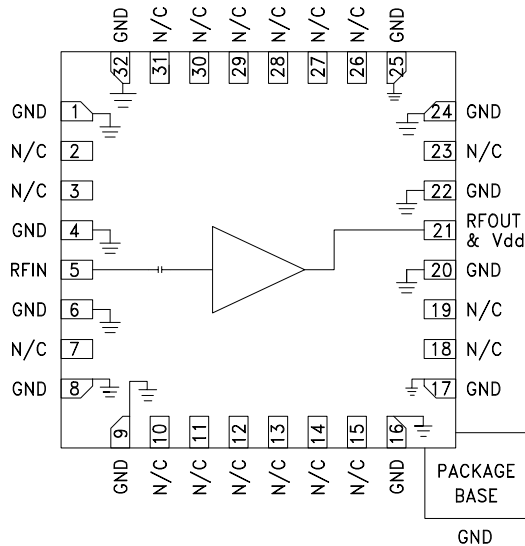 GND
N/C
N/C
N/C
N/C
N/C
N/C
GND
32
31
30
29
28
27
26
25
GND 1
N/C 2
N/C 3
GND 4
RFIN 5
GND 6
N/C 7
GND 8
24 GND
23 N/C
22 GND
21 RFOUT
& Vdd
20 GND
19 N/C
18 N/C
17 GND
9
10
11
12
13
14
15
16
GND
N/C
N/C
N/C
N/C
N/C
N/C
GND
PACKAGE
BASE
GND